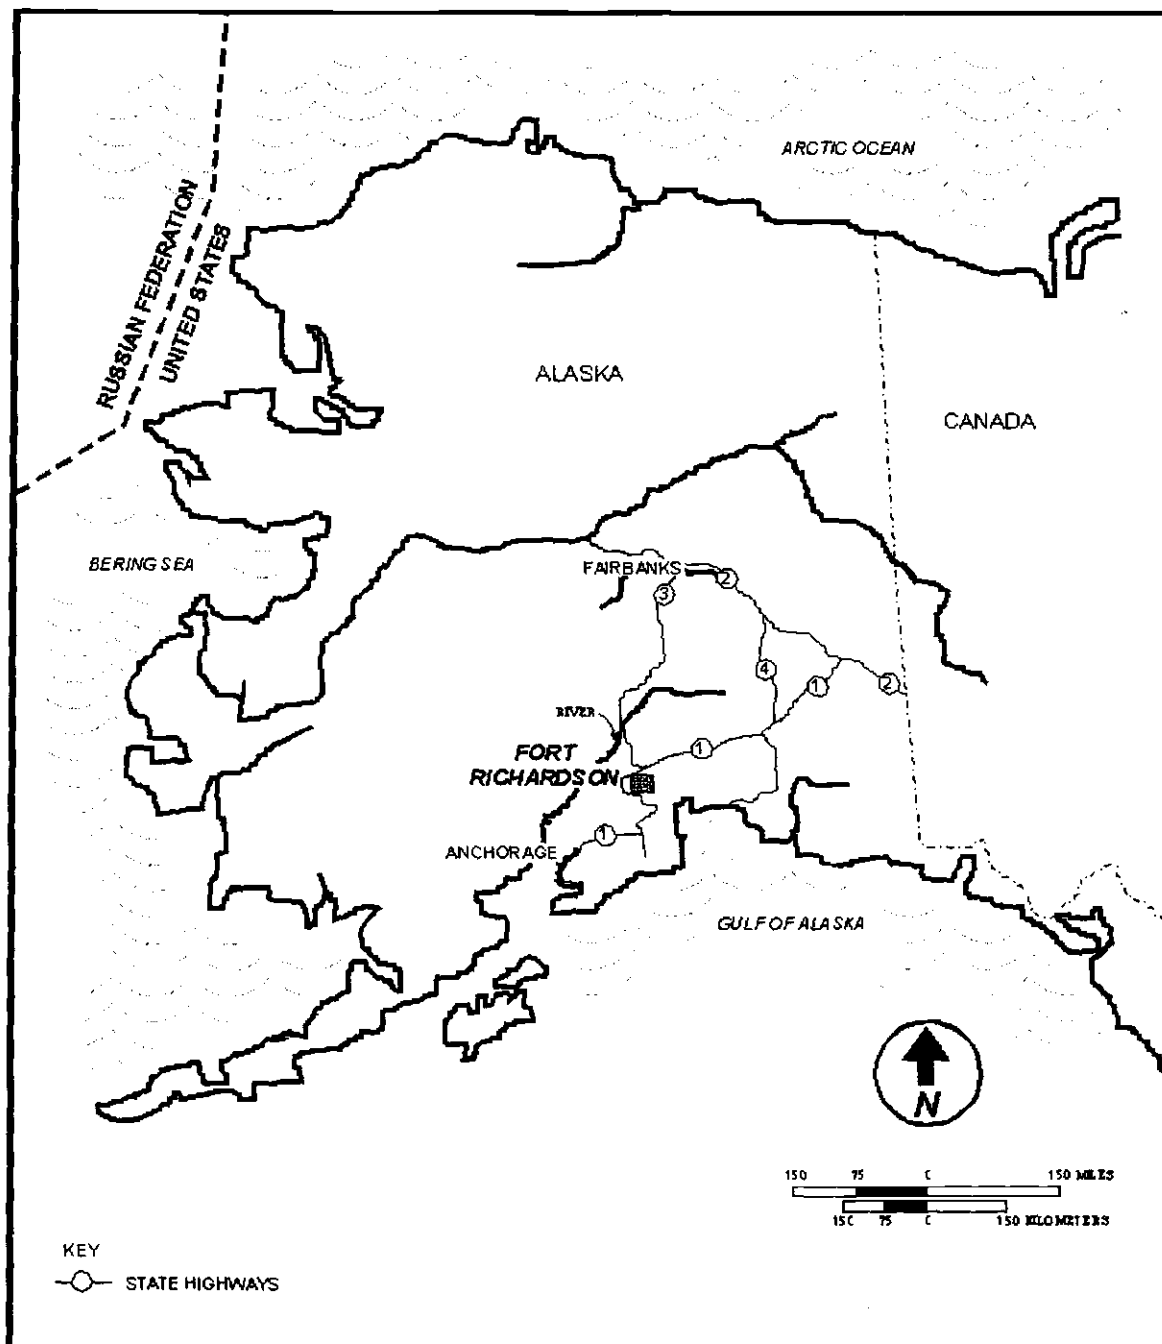 ARCTIC OCEAN
RUSSIAN FEDERATION
UNITED STATES
ALASKA
CANADA
BERING SEA
FAIRBANKS
2
3
4
1
2
RIVER
1
FORT
RICHARDSON
1
ANCHORAGE
GULF OF ALASKA
N
150 75 0 150 MILES
150 75 0 150 KILOMETERS
KEY
STATE HIGHWAYS